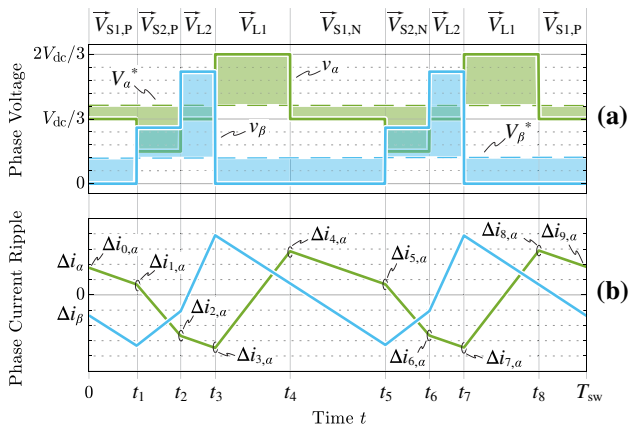 V⃗S1,P V⃗S2,P V⃗L2 V⃗L1 V⃗S1,N V⃗S2,N V⃗L2 V⃗L1 V⃗S1,P
Phase Voltage
2Vdc/3
Vdc/3
0
Vα*
vα
vβ
Vβ*
(a)
Phase Current Ripple
Δiα
0
Δiβ
Δi0,α
Δi1,α
Δi2,α
Δi3,α
Δi4,α
Δi5,α
Δi6,α
Δi7,α
Δi8,α
Δi9,α
(b)
0 t1 t2 t3 t4 t5 t6 t7 t8 Tsw
Time t